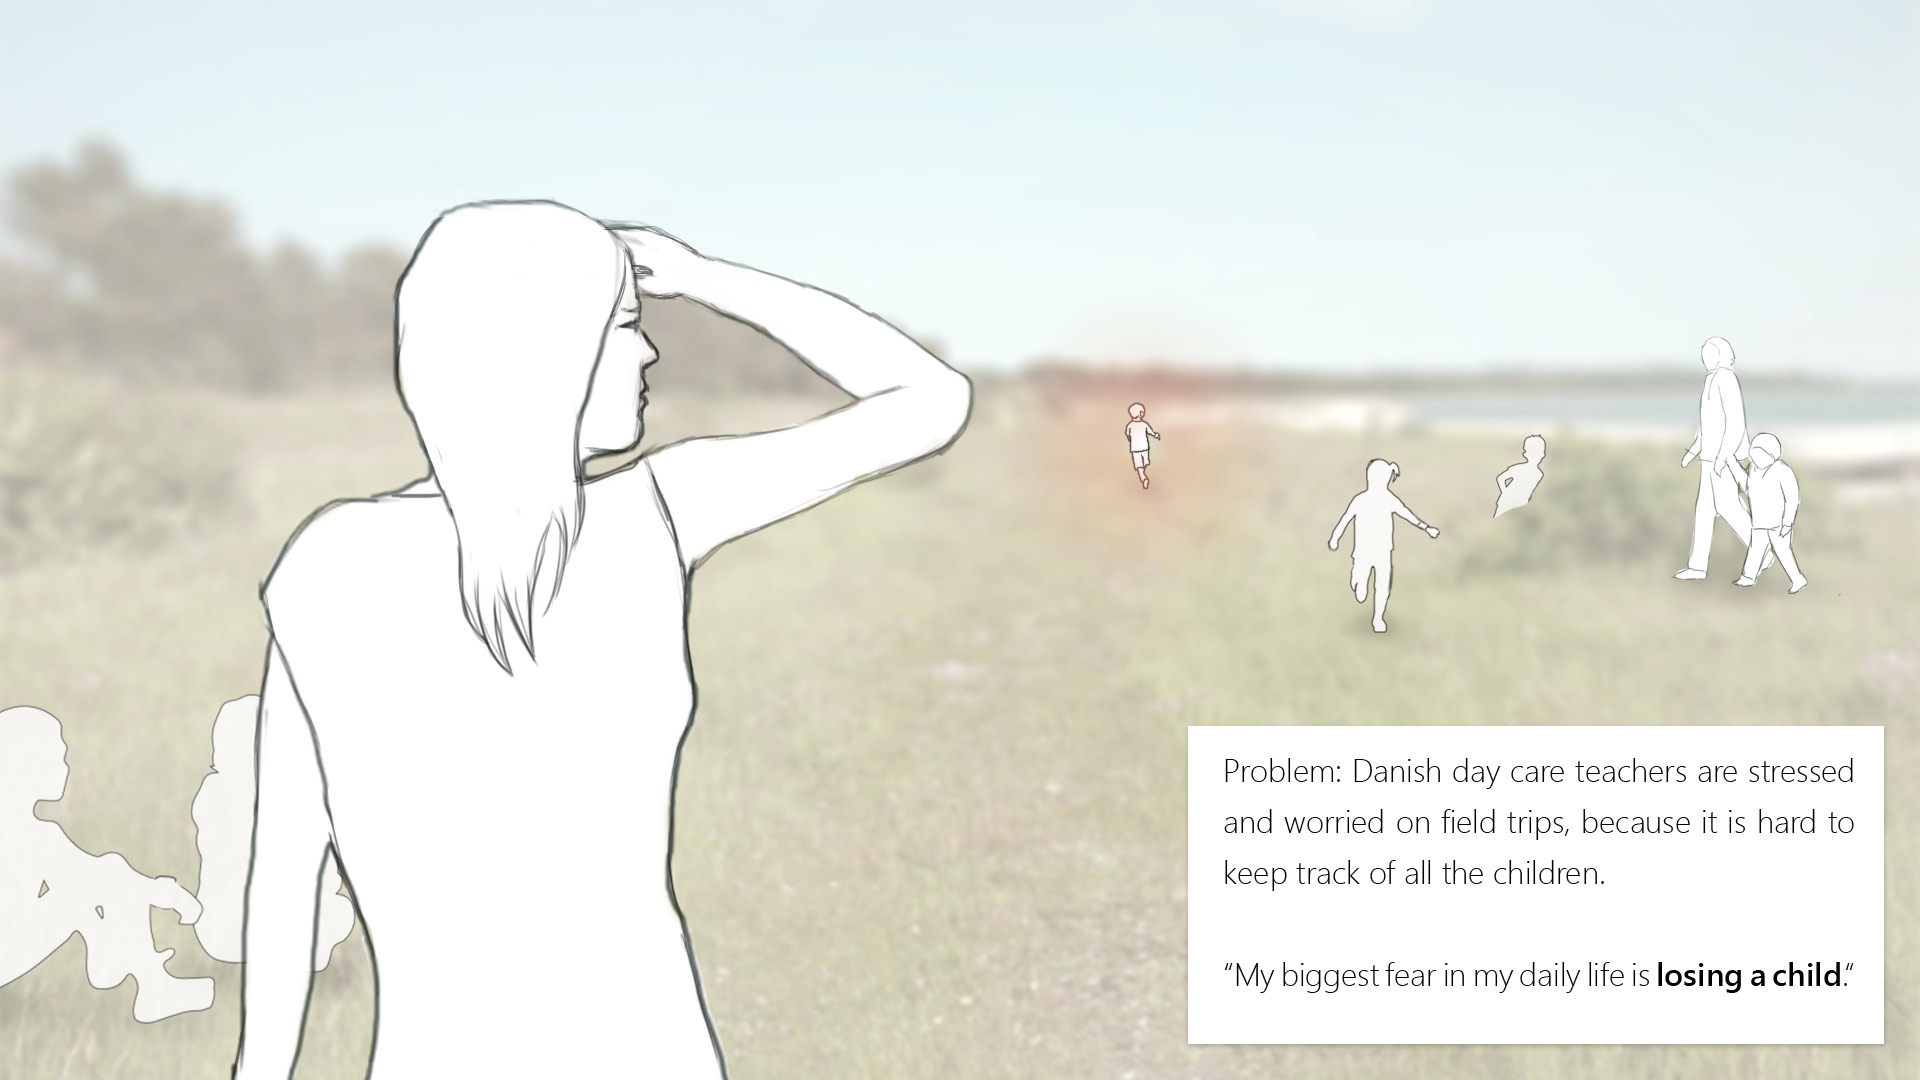 Problem: Danish day care teachers are stressed
and worried on field trips, because it is hard to
keep track of all the children.
“My biggest fear in my daily life is losing a child.“